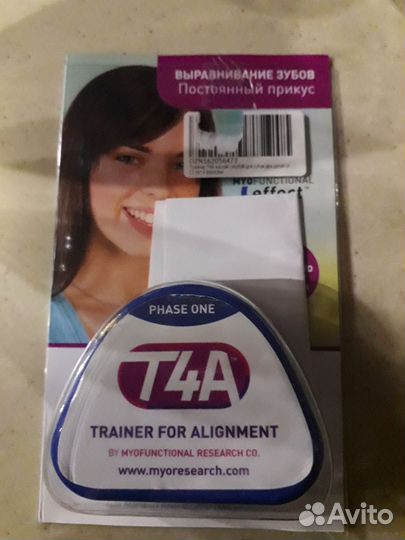 ВЫРАВНИВАНИЕ ЗУБОВ
Постоянный прикус
MYOFUNCTIONAL
effect
PHASE ONE
T4A
TRAINER FOR ALIGNMENT
BY MYOFUNCTIONAL RESEARCH CO.
www.myoresearch.com
Avito